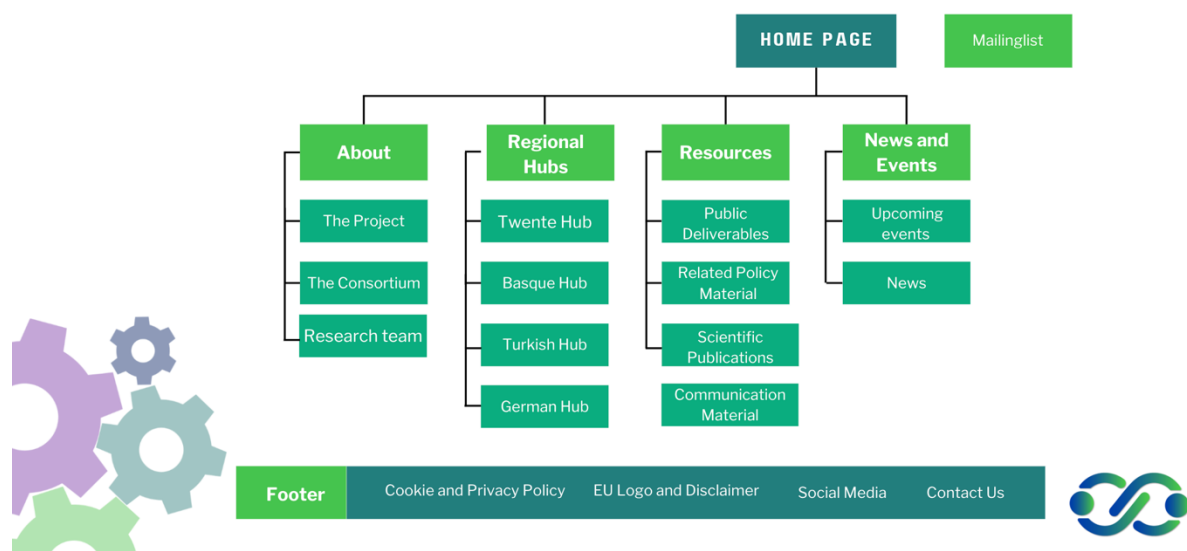 HOME PAGE
Mailinglist
About
The Project
The Consortium
Research team
Regional
Hubs
Twente Hub
Basque Hub
Turkish Hub
German Hub
Resources
Public
Deliverables
Related Policy
Material
Scientific
Publications
Communication
Material
News and
Events
Upcoming
events
News
Footer
Cookie and Privacy Policy
EU Logo and Disclaimer
Social Media
Contact Us